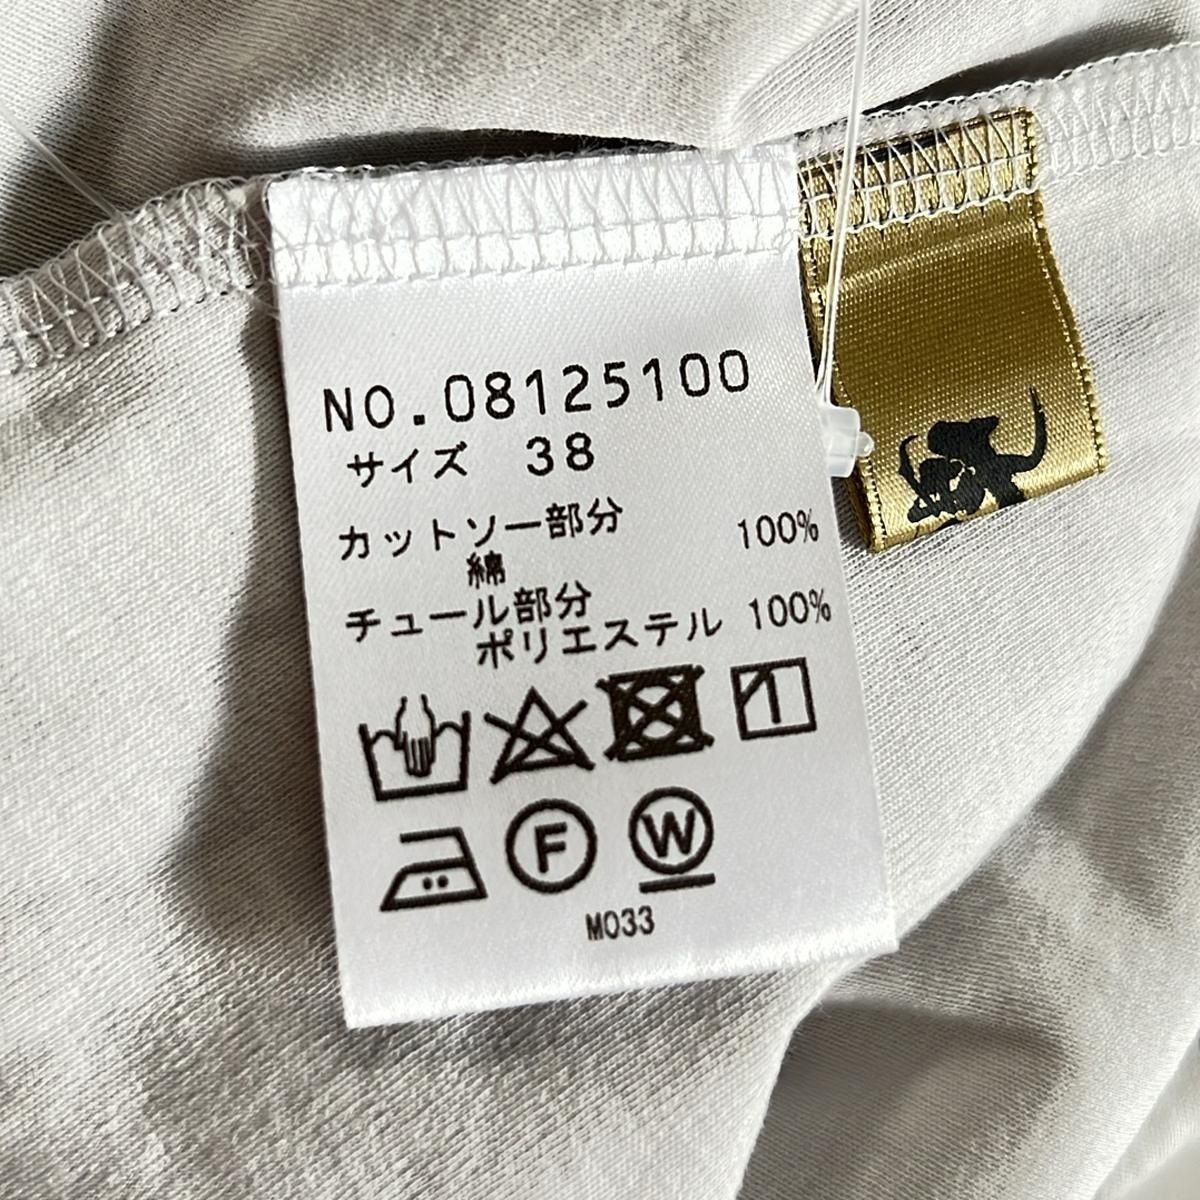 NO.08125100
サイズ 38
カットソー部分
綿 100%
チュール部分
ポリエステル 100%
F W
M033